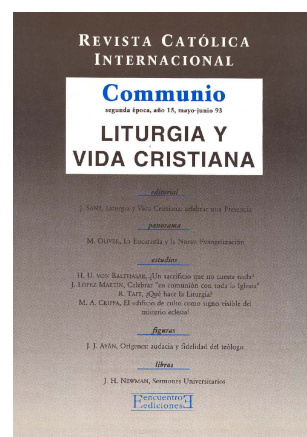 REVISTA CATÓLICA
INTERNACIONAL
Communio
segunda época, año 15, mayo-junio 93
LITURGIA Y
VIDA CRISTIANA
editorial
J. SANZ, Liturgia y Vida Cristiana: celebrar una Presencia
panorama
M. OLIVER, La Eucaristía y la Nueva Evangelización
estudios
H. U. VON BALTHASAR, ¿Un sacrificio que no cuesta nada?
J. LÓPEZ MARTÍN, Celebrar "en comunión con toda la Iglesia"
R. TAFT, ¿Qué hace la Liturgia?
M. A. CRIPPA, El edificio de culto como signo visible del
misterio eclesial
figuras
J. J. AYÁN, Orígenes: audacia y fidelidad del teólogo
libros
J. H. NEWMAN, Sermones Universitarios
encuentro
ediciones